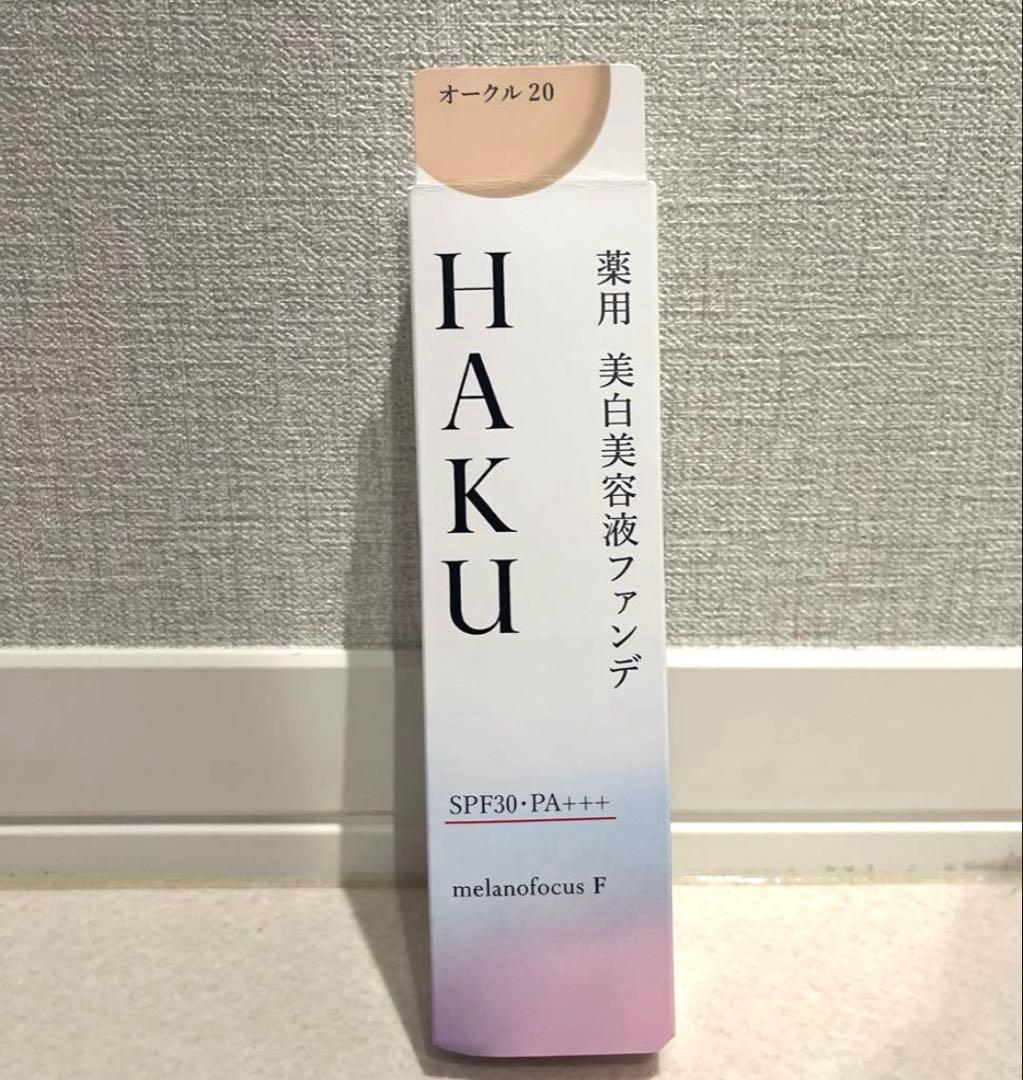 オークル 20
HAKU
薬用 美白美容液ファンデ
SPF30・PA+++
melanofocus F